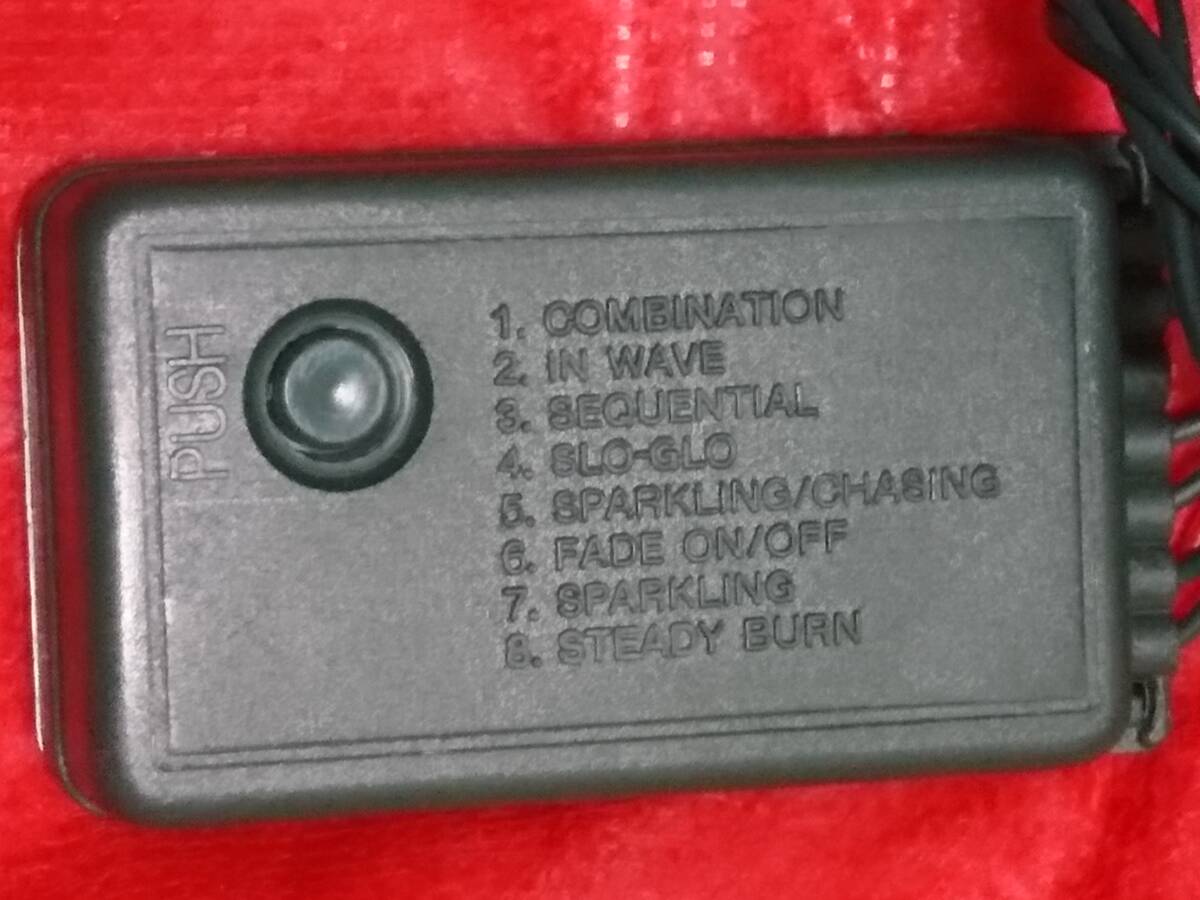 PUSH
1. COMBINATION
2. IN WAVE
3. SEQUENTIAL
4. SLO-GLO
5. SPARKLING/CHASING
6. FADE ON/OFF
7. SPARKLING
8. STEADY BURN